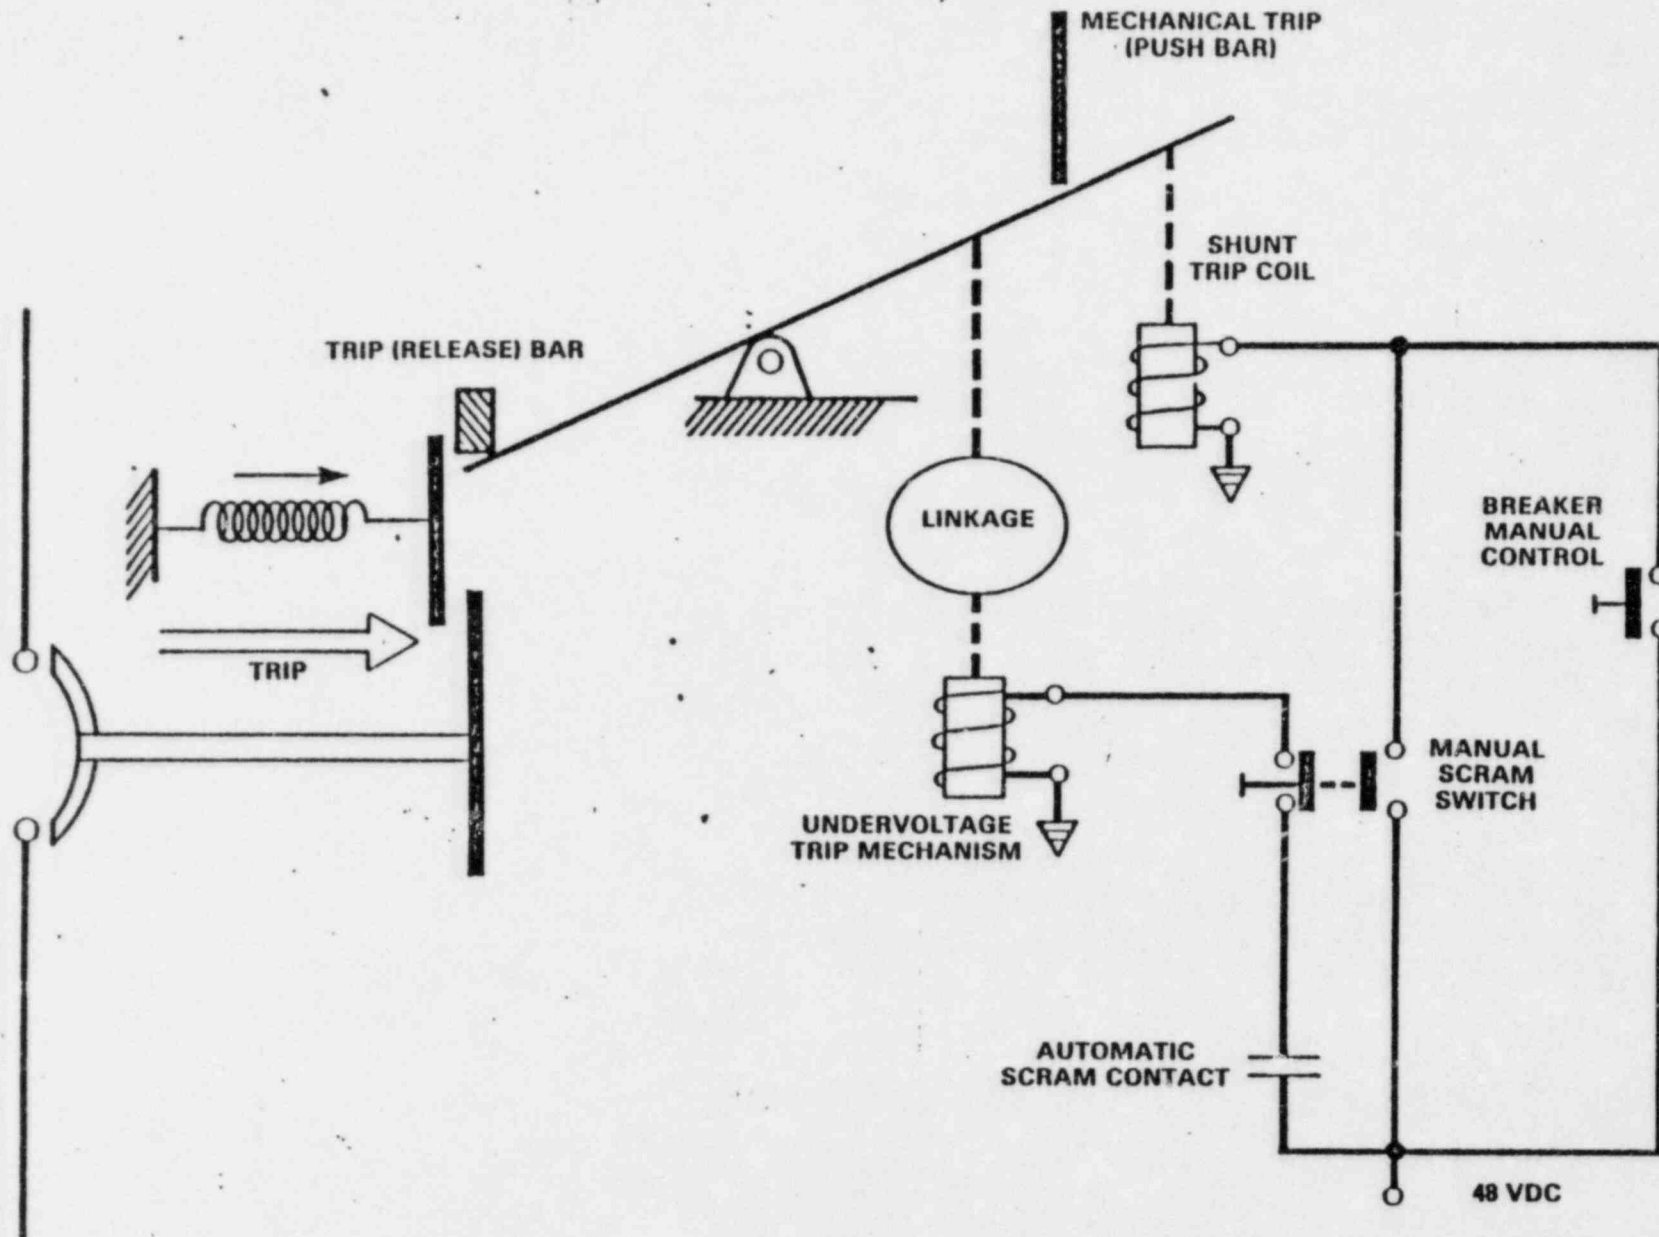 MECHANICAL TRIP
(PUSH BAR)
SHUNT
TRIP COIL
TRIP (RELEASE) BAR
LINKAGE
BREAKER
MANUAL
CONTROL
TRIP
MANUAL
SCRAM
SWITCH
UNDERVOLTAGE
TRIP MECHANISM
AUTOMATIC
SCRAM CONTACT
48 VDC